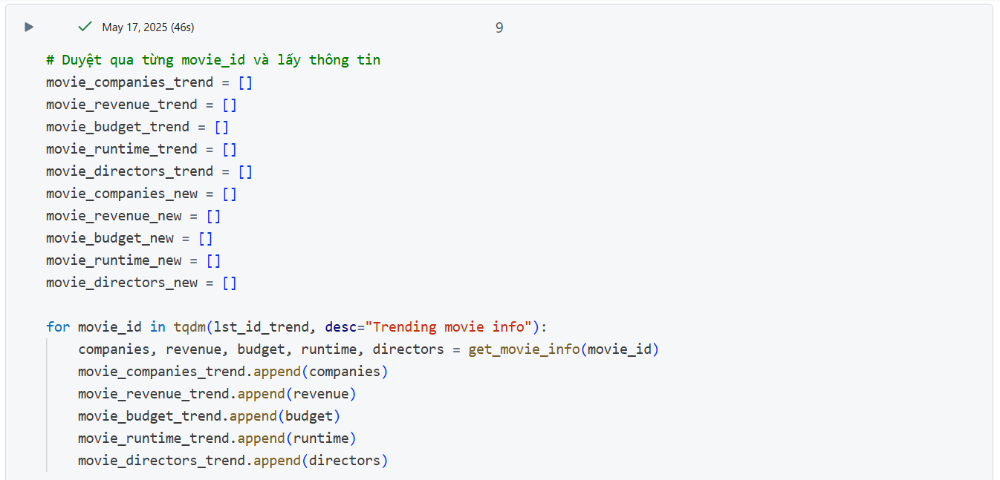 May 17, 2025 (46s)
9
# Duyệt qua từng movie_id và lấy thông tin
movie_companies_trend = []
movie_revenue_trend = []
movie_budget_trend = []
movie_runtime_trend = []
movie_directors_trend = []
movie_companies_new = []
movie_revenue_new = []
movie_budget_new = []
movie_runtime_new = []
movie_directors_new = []

for movie_id in tqdm(lst_id_trend, desc="Trending movie info"):
    companies, revenue, budget, runtime, directors = get_movie_info(movie_id)
    movie_companies_trend.append(companies)
    movie_revenue_trend.append(revenue)
    movie_budget_trend.append(budget)
    movie_runtime_trend.append(runtime)
    movie_directors_trend.append(directors)